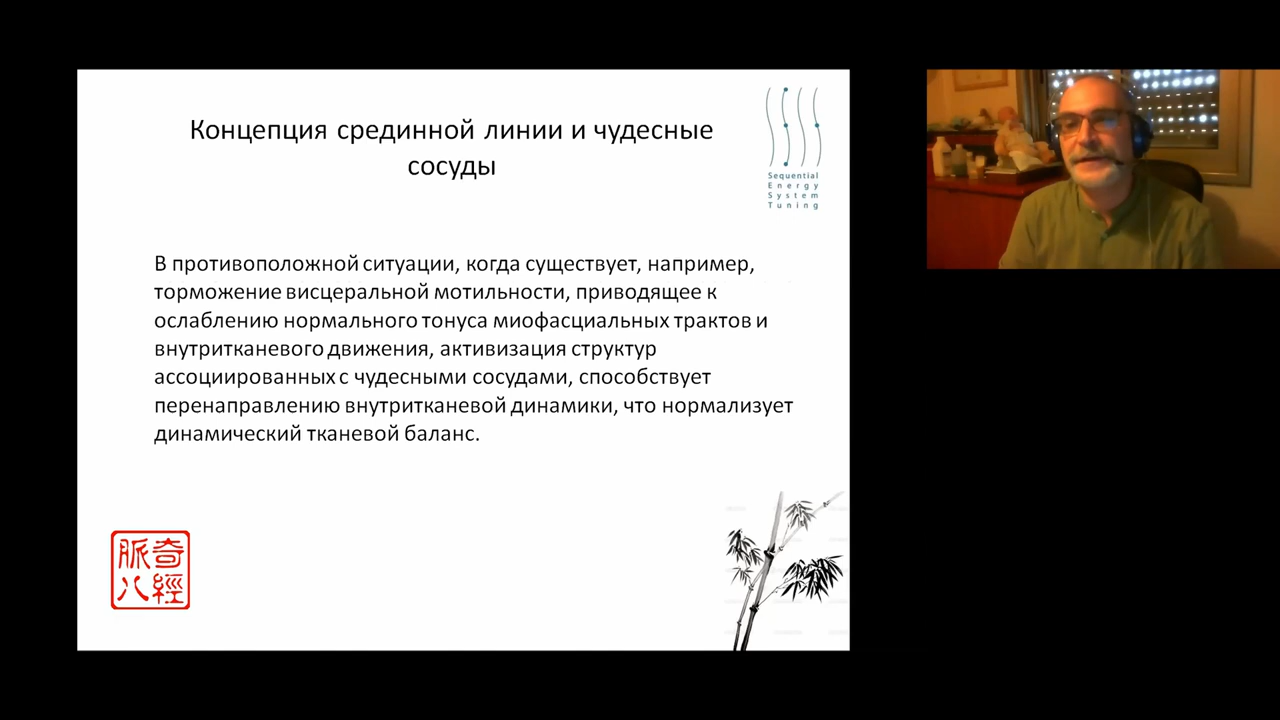 Концепция срединной линии и чудесные
сосуды
Sequential
Energy
System
Tuning
В противоположной ситуации, когда существует, например,
торможение висцеральной мотильности, приводящее к
ослаблению нормального тонуса миофасциальных трактов и
внутритканевого движения, активизация структур
ассоциированных с чудесными сосудами, способствует
перенаправлению внутритканевой динамики, что нормализует
динамический тканевой баланс.
脈奇
八經